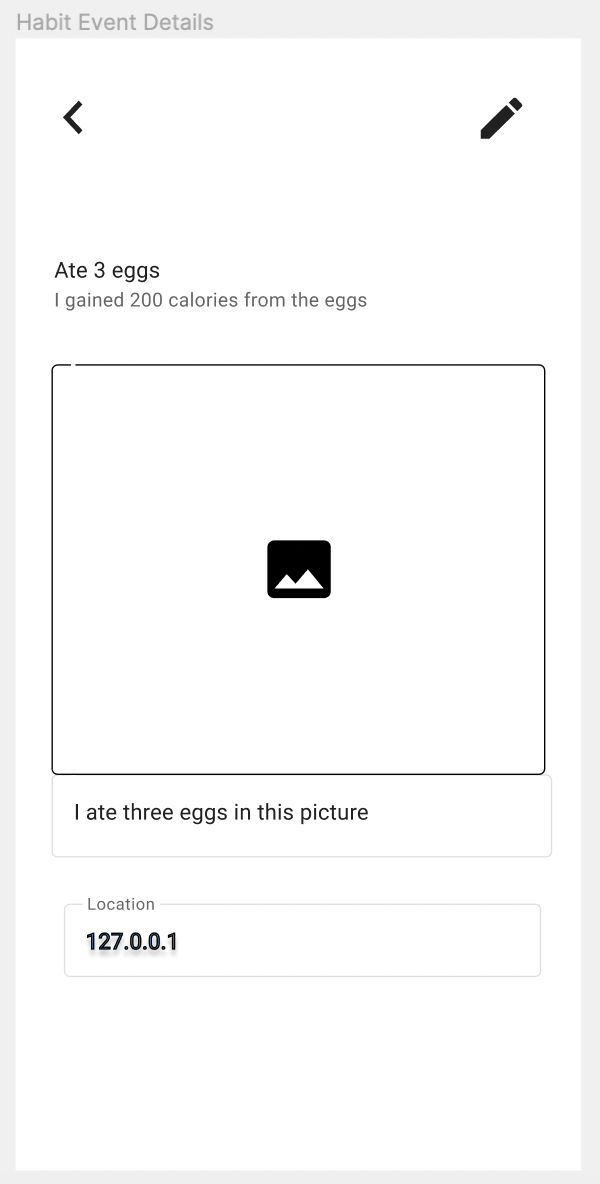 Habit Event Details
Ate 3 eggs
I gained 200 calories from the eggs
I ate three eggs in this picture
Location
127.0.0.1